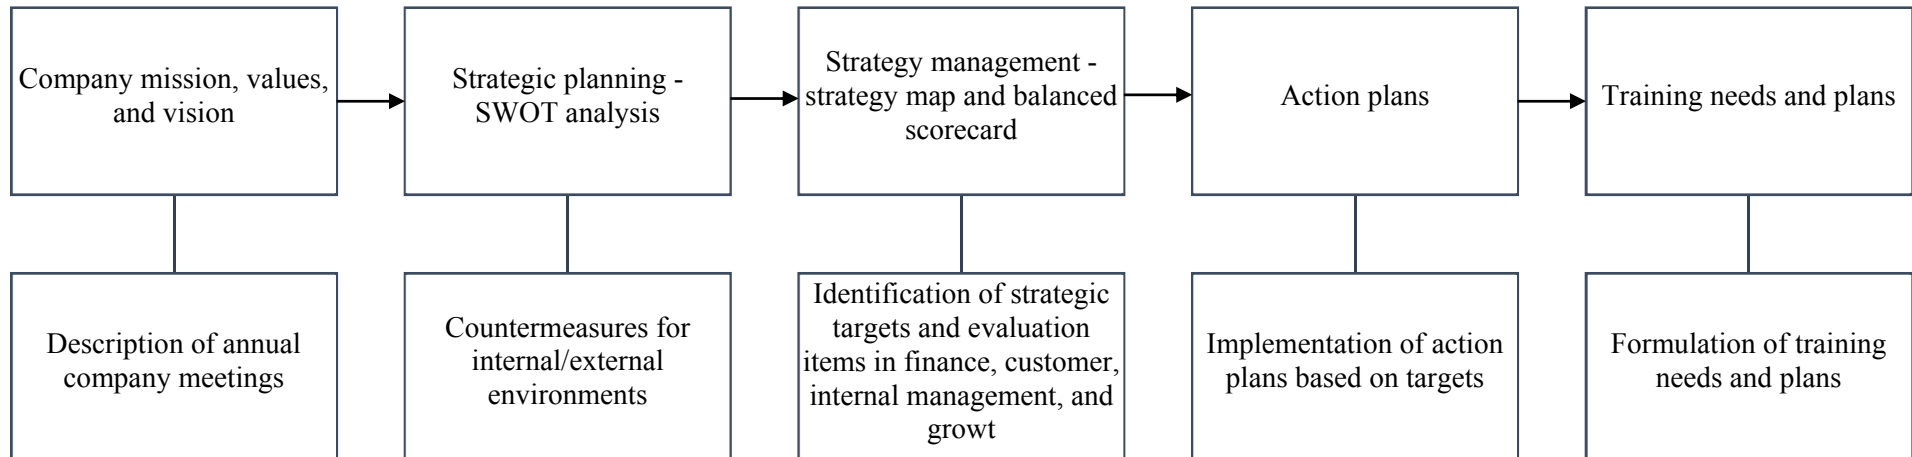 Company mission, values,
and vision
Strategic planning -
SWOT analysis
Strategy management -
strategy map and balanced
scorecard
Action plans
Training needs and plans
Description of annual
company meetings
Countermeasures for
internal/external
environments
Identification of strategic
targets and evaluation
items in finance, customer,
internal management, and
growt
Implementation of action
plans based on targets
Formulation of training
needs and plans